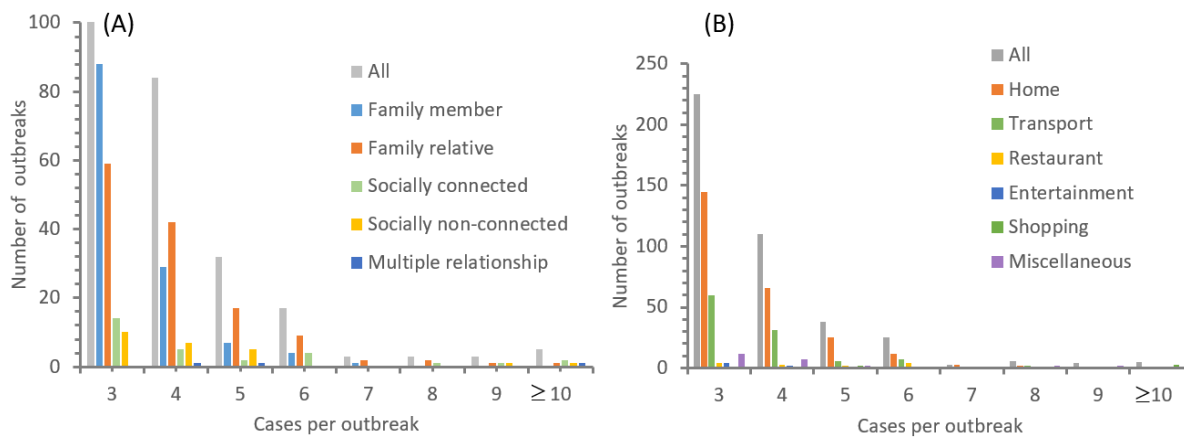 (A)
Number of outbreaks
100
80
60
40
20
0
All
Family member
Family relative
Socially connected
Socially non-connected
Multiple relationship
3 4 5 6 7 8 9 ≥10
Cases per outbreak
(B)
Number of outbreaks
250
200
150
100
50
0
All
Home
Transport
Restaurant
Entertainment
Shopping
Miscellaneous
3 4 5 6 7 8 9 ≥10
Cases per outbreak